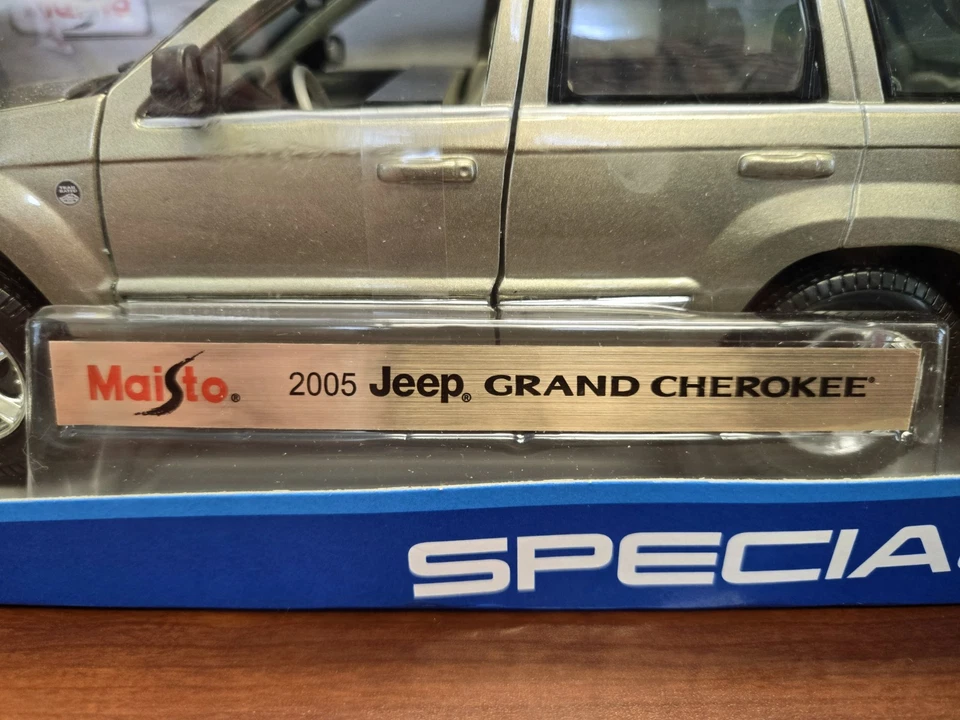 Maisto® 2005 Jeep® GRAND CHEROKEE®
SPECIA